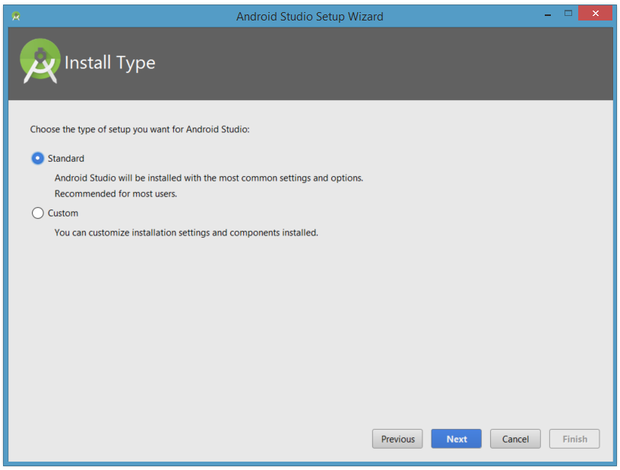 Android Studio Setup Wizard
Install Type
Choose the type of setup you want for Android Studio:
Standard
Android Studio will be installed with the most common settings and options.
Recommended for most users.
Custom
You can customize installation settings and components installed.
Previous Next Cancel Finish